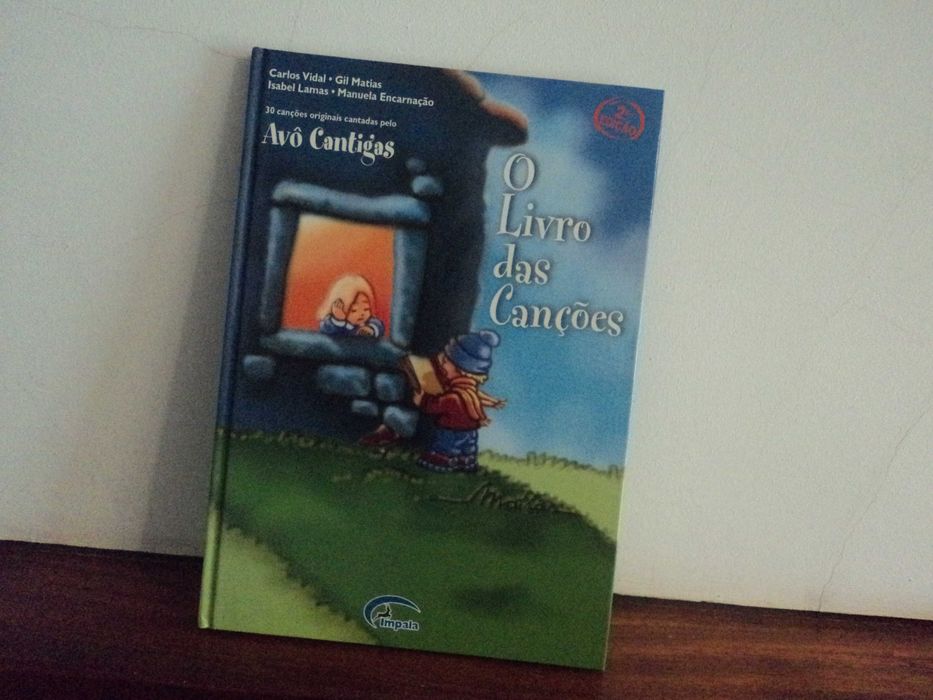 Carlos Vidal • Gil Matias
Isabel Lamas • Manuela Encarnação
30 canções originais cantadas pelo
Avô Cantigas
2ª
EDIÇÃO
O
Livro
das
Canções
Impala